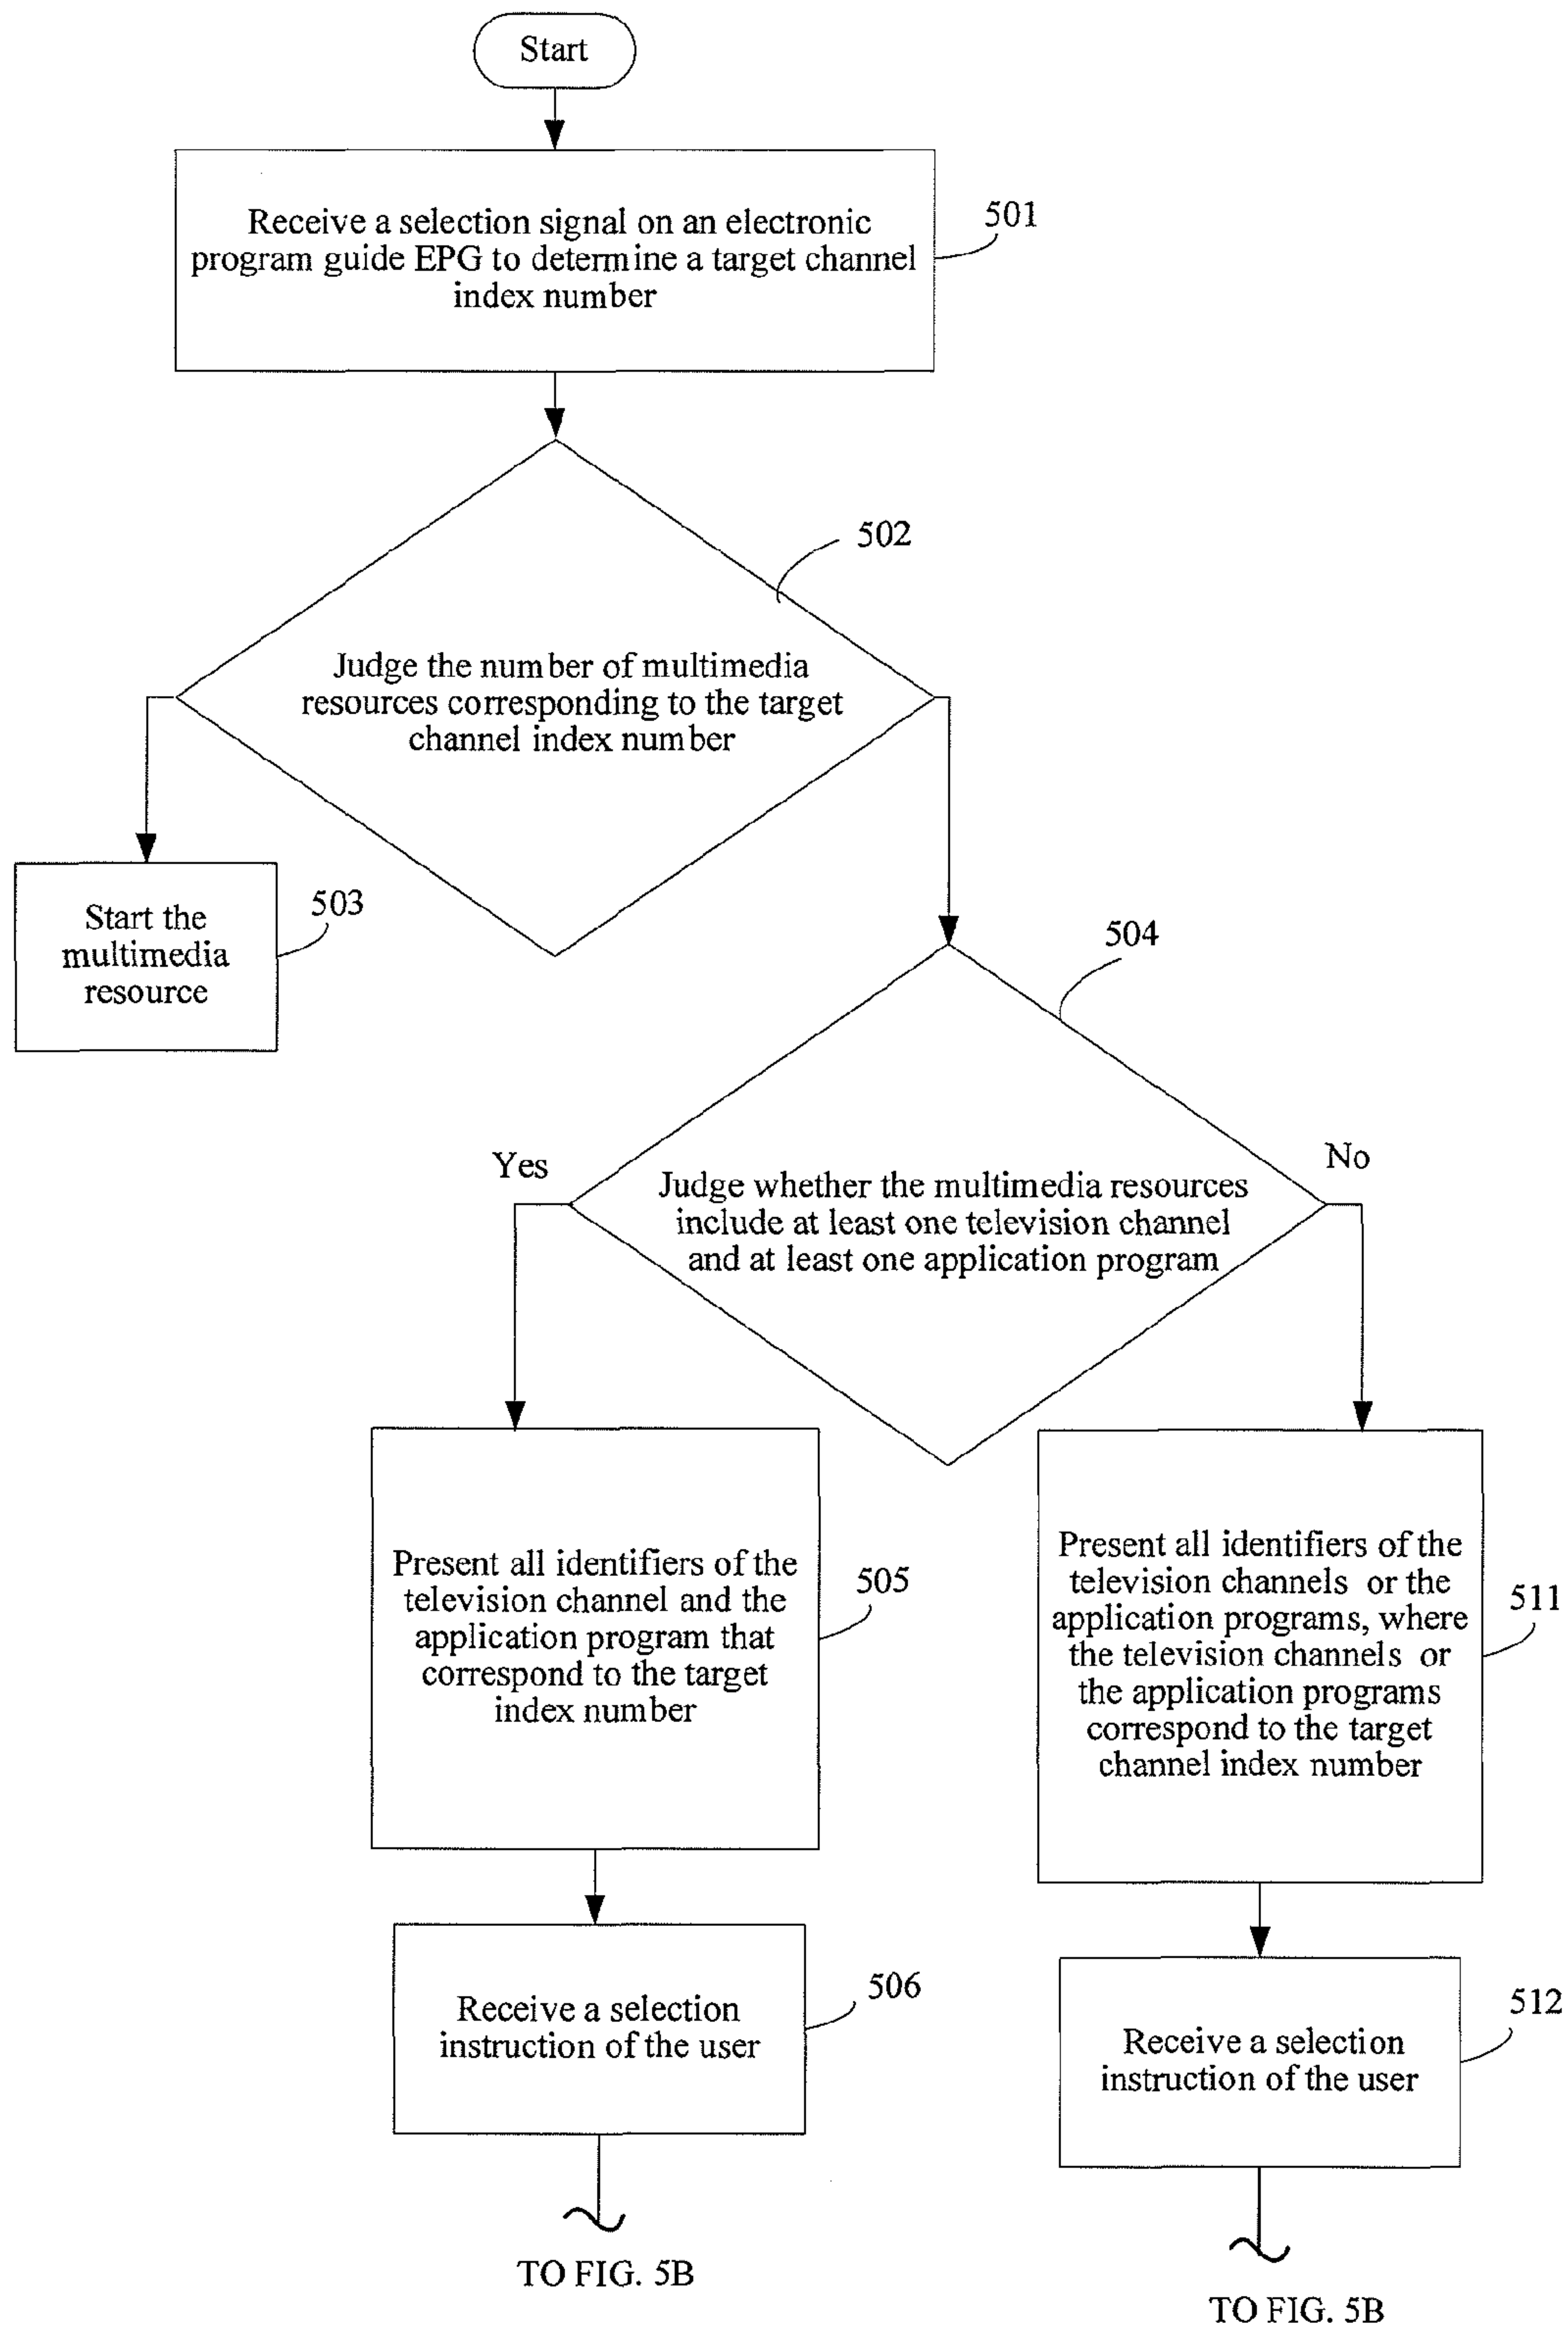 Start
Receive a selection signal on an electronic
program guide EPG to determine a target channel
index number
501
502
Judge the number of multimedia
resources corresponding to the target
channel index number
503
Start the
multimedia
resource
504
Yes
No
Judge whether the multimedia resources
include at least one television channel
and at least one application program
Present all identifiers of the
television channel and the
application program that
correspond to the target
index number
505
Present all identifiers of the
television channels or the
application programs, where
the television channels or
the application programs
correspond to the target
channel index number
511
Receive a selection
instruction of the user
506
Receive a selection
instruction of the user
512
TO FIG. 5B
TO FIG. 5B